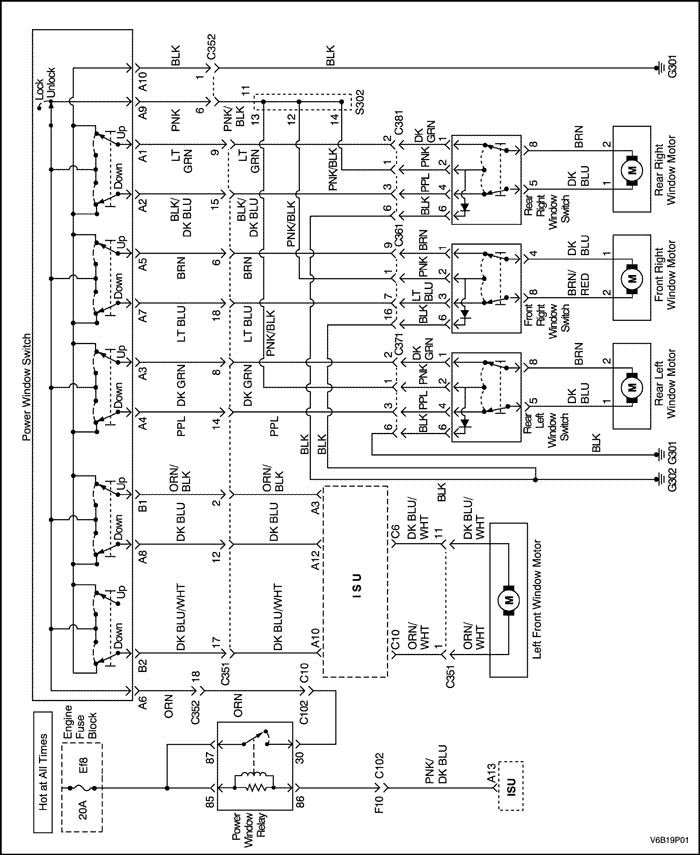 Hot at All Times
Engine
Fuse
Block
Ef8
20A
Power Window Switch
Lock
Unlock
Down
Up
Down
Up
Down
Up
Down
Up
Down
Up
Down
Up
A6
B2
A8
B1
A4
A3
A7
A5
A2
A1
A9
A10
ORN
DK BLU/WHT
DK BLU
ORN/
BLK
PPL
DK GRN
LT BLU
BRN
BLK/
DK BLU
LT
GRN
PNK
BLK
18
C352
17
C351
12
2
14
8
18
6
15
9
6
1
C352
ORN
DK BLU/WHT
DK BLU
ORN/
BLK
PPL
DK GRN
LT BLU
BRN
BLK/
DK BLU
LT
GRN
PNK/
BLK
BLK
11
13
12
14
S302
PNK/BLK
PNK/BLK
PNK/BLK
C10
C102
87
30
85
86
Power
Window
Relay
F10
C102
PNK/
DK BLU
A13
ISU
A10
A12
A3
ISU
C10
C6
ORN/
WHT
DK BLU/
WHT
1
11
C351
ORN/
WHT
DK BLU/
WHT
M
Left Front Window Motor
BLK
BLK
BLK
BLK
G302
G301
G301
C371
6
3
1
2
BLK
PPL
PNK
DK
GRN
6
4
2
1
Rear
Left
Window
Switch
5
8
DK
BLU
BRN
1
2
M
Rear Left
Window Motor
C361
16
7
1
9
BLK
LT
BLU
PNK
BRN
6
3
2
1
Front
Right
Window
Switch
8
4
BRN/
RED
DK
BLU
2
1
M
Front Right
Window Motor
C381
6
3
1
2
BLK
PPL
PNK
DK
GRN
6
4
2
1
Rear
Right
Window
Switch
5
8
DK
BLU
BRN
1
2
M
Rear Right
Window Motor
V6B19P01